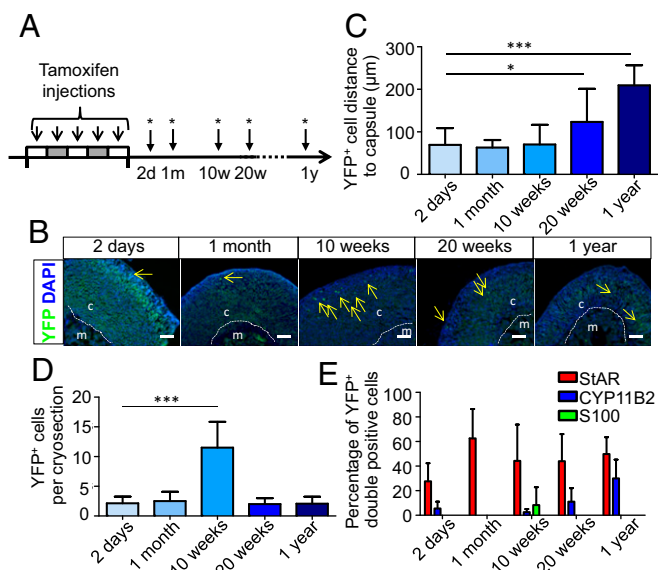 A
Tamoxifen
injections
* * * * *
2d 1m 10w 20w 1y
B
2 days 1 month 10 weeks 20 weeks 1 year
YFP DAPI
c c c c c
m m m m m
C
YFP⁺ cell distance
to capsule (µm)
300
200
100
0
***
*
2 days
1 month
10 weeks
20 weeks
1 year
D
YFP⁺ cells
per cryosection
20
15
10
5
0
***
2 days
1 month
10 weeks
20 weeks
1 year
E
Percentage of YFP⁺
double positive cells
100
80
60
40
20
0
StAR
CYP11B2
S100
2 days
1 month
10 weeks
20 weeks
1 year